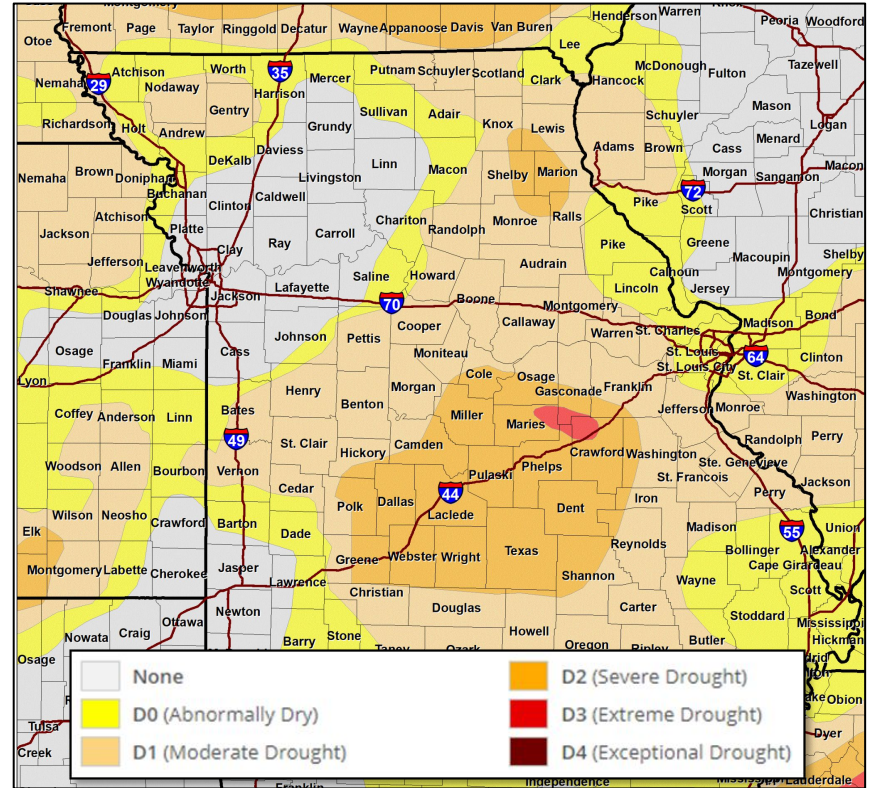 Montgomery
Henderson Warren Knox
Fremont Page Taylor Ringgold Decatur Wayne Appanoose Davis Van Buren Peoria Woodford
Otoe Lee
McDonough Fulton Tazewell
Nemaha 29 Atchison Worth 35 Mercer Putnam Schuyler Scotland Clark Hancock
Nodaway Harrison
Gentry Sullivan Adair Mason
Richardson Holt Andrew Grundy Knox Lewis Schuyler Logan
Daviess Adams Brown Cass Menard
DeKalb Linn Macon Shelby Marion Morgan Sangamon Macon
Nemaha Brown Doniphan Livingston
Buchanan Caldwell 72
Clinton Pike Scott
Atchison Chariton Monroe Ralls Christian
Jackson Platte Ray Carroll Randolph
Clay Pike Greene
Jefferson Audrain Macoupin Shelby
Leavenworth Saline Howard Calhoun Montgomery
Wyandotte Lincoln Jersey
Shawnee Jackson Lafayette 70 Boone Montgomery
Douglas Johnson Cooper Callaway Warren St. Charles Madison Bond
Johnson Pettis
Osage Cass Moniteau St. Louis 64 Clinton
Franklin Miami St. Louis City St. Clair
Lyon Cole Osage
Henry Morgan Gasconade Franklin Washington
Coffey Anderson Linn Bates Benton Miller Maries Jefferson Monroe
49 St. Clair Camden Randolph Perry
Hickory Crawford Washington
Woodson Allen Bourbon Vernon Pulaski Phelps Ste. Genevieve
Cedar 44 St. Francois Jackson
Polk Dallas Iron Perry
Wilson Neosho Crawford Barton Laclede Dent
Elk Dade Madison 55 Union
Greene Webster Wright Texas Reynolds Bollinger Alexander
Montgomery Labette Cherokee Jasper Cape Girardeau
Lawrence Shannon Wayne
Christian Scott
Newton Douglas Carter Stoddard
Ottawa Mississippi
Nowata Craig Barry Stone Howell Butler Hickman
Osage Taney Ozark Oregon Ripley
Obion
Tulsa Dyer
Creek
None
D0 (Abnormally Dry)
D1 (Moderate Drought)
D2 (Severe Drought)
D3 (Extreme Drought)
D4 (Exceptional Drought)
Franklin Independence Mississippi Lauderdale